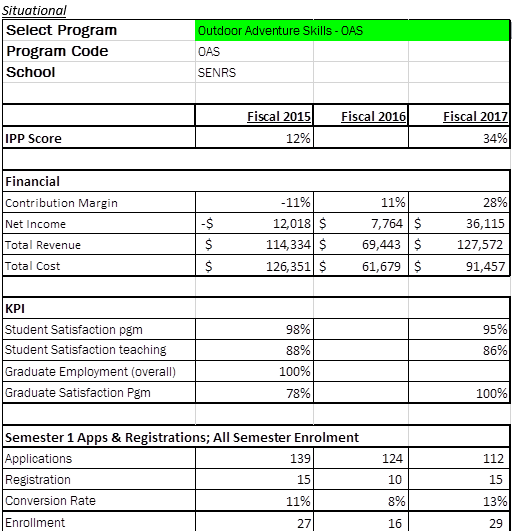 Situational
Select Program Outdoor Adventure Skills - OAS
Program Code OAS
School SENRS
Fiscal 2015 Fiscal 2016 Fiscal 2017
IPP Score 12% 34%
Financial
Contribution Margin -11% 11% 28%
Net Income -$ 12,018 $ 7,764 $ 36,115
Total Revenue $ 114,334 $ 69,443 $ 127,572
Total Cost $ 126,351 $ 61,679 $ 91,457
KPI
Student Satisfaction pgm 98% 95%
Student Satisfaction teaching 88% 86%
Graduate Employment (overall) 100%
Graduate Satisfaction Pgm 78% 100%
Semester 1 Apps & Registrations; All Semester Enrolment
Applications 139 124 112
Registration 15 10 15
Conversion Rate 11% 8% 13%
Enrollment 27 16 29